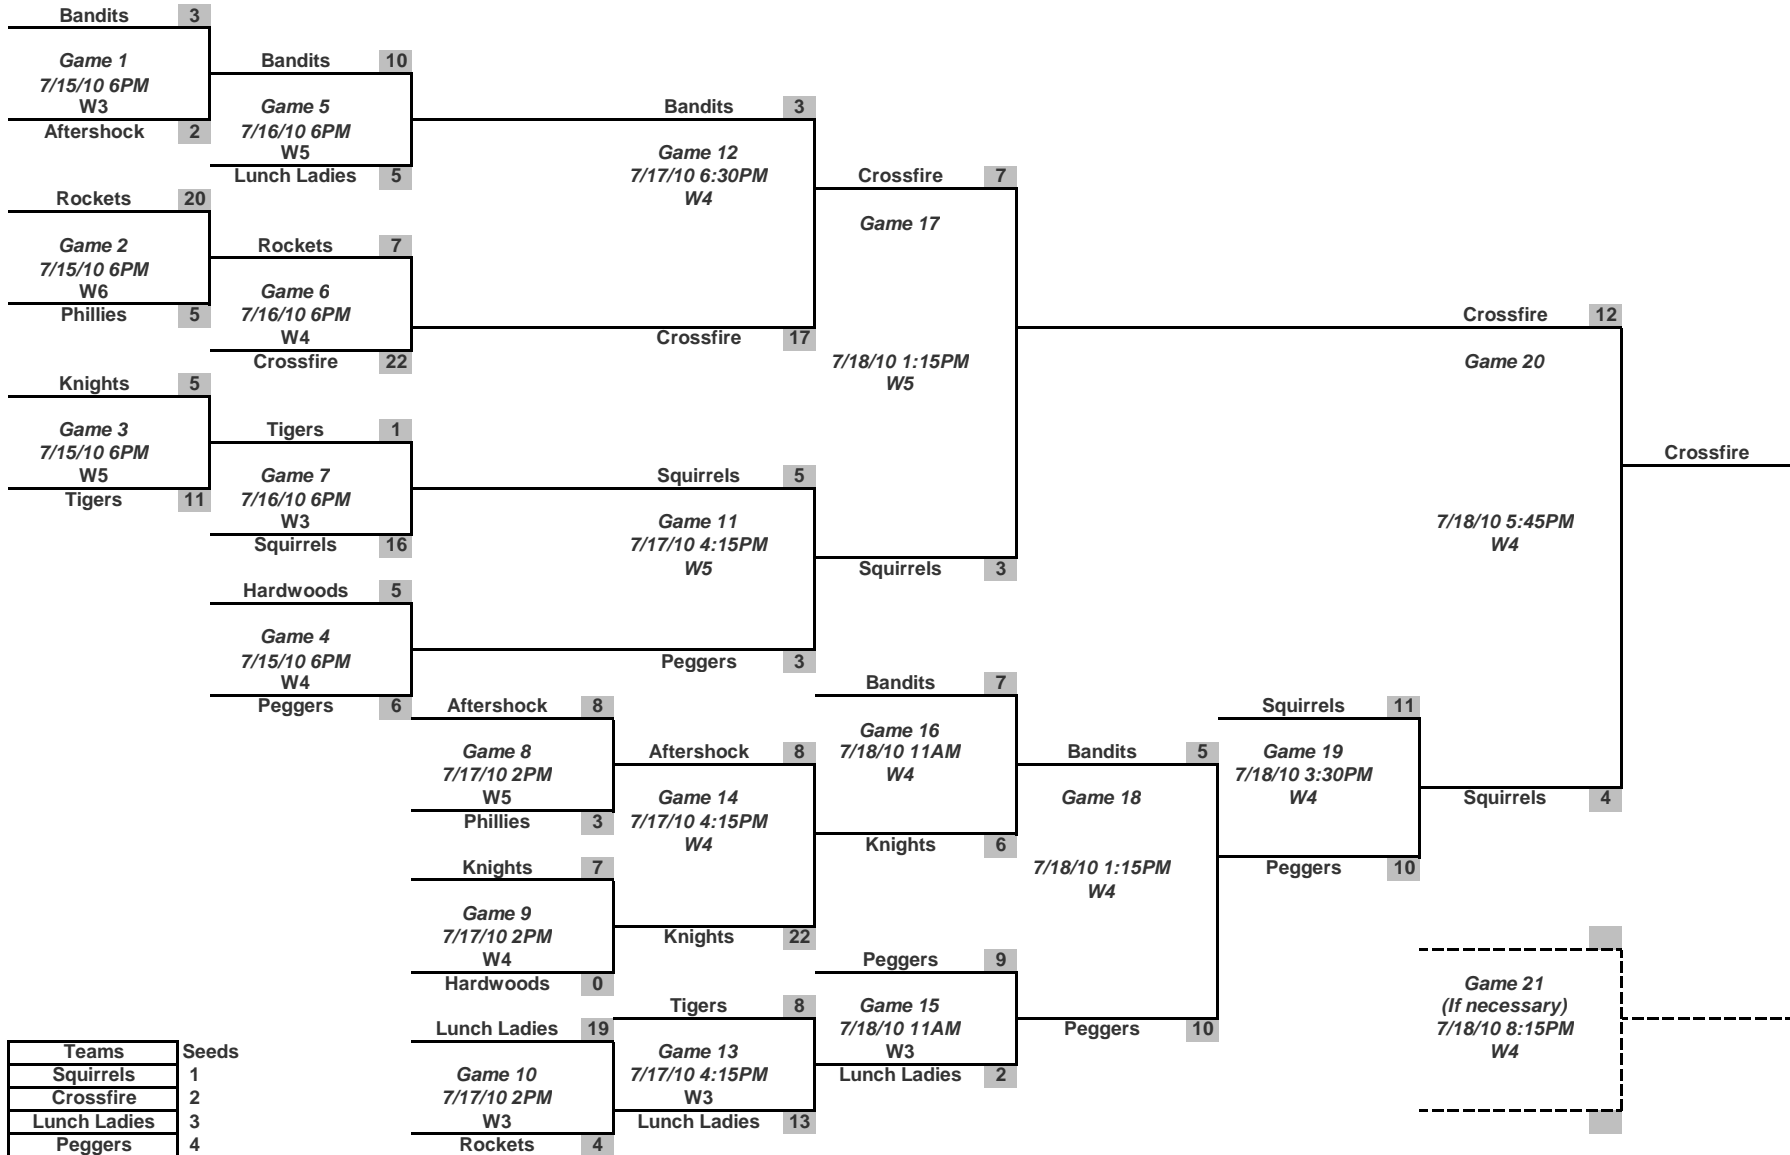 Bandits 3
Game 1
7/15/10 6PM
W3
Aftershock 2
Rockets 20
Game 2
7/15/10 6PM
W6
Phillies 5
Knights 5
Game 3
7/15/10 6PM
W5
Tigers 11
Bandits 10
Game 5
7/16/10 6PM
W5
Lunch Ladies 5
Rockets 7
Game 6
7/16/10 6PM
W4
Crossfire 22
Tigers 1
Game 7
7/16/10 6PM
W3
Squirrels 16
Hardwoods 5
Game 4
7/15/10 6PM
W4
Peggers 6
Bandits 3
Game 12
7/17/10 6:30PM
W4
Crossfire 17
Squirrels 5
Game 11
7/17/10 4:15PM
W5
Peggers 3
Crossfire 7
Game 17
7/18/10 1:15PM
W5
Squirrels 3
Aftershock 8
Game 8
7/17/10 2PM
W5
Phillies 3
Knights 7
Game 9
7/17/10 2PM
W4
Hardwoods 0
Lunch Ladies 19
Game 10
7/17/10 2PM
W3
Rockets 4
Aftershock 8
Game 14
7/17/10 4:15PM
W4
Knights 22
Tigers 8
Game 13
7/17/10 4:15PM
W3
Lunch Ladies 13
Bandits 7
Game 16
7/18/10 11AM
W4
Knights 6
Peggers 9
Game 15
7/18/10 11AM
W3
Lunch Ladies 2
Bandits 5
Game 18
7/18/10 1:15PM
W4
Peggers 10
Squirrels 11
Game 19
7/18/10 3:30PM
W4
Peggers 10
Crossfire 12
Game 20
7/18/10 5:45PM
W4
Squirrels 4
Crossfire
Game 21
(If necessary)
7/18/10 8:15PM
W4
Teams Seeds
Squirrels 1
Crossfire 2
Lunch Ladies 3
Peggers 4